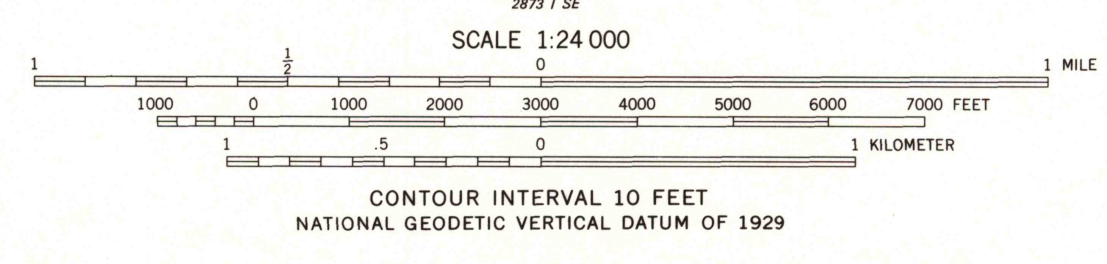 2873 I SE
SCALE 1:24 000
1 1/2 0 1 MILE
1000 0 1000 2000 3000 4000 5000 6000 7000 FEET
1 .5 0 1 KILOMETER
CONTOUR INTERVAL 10 FEET
NATIONAL GEODETIC VERTICAL DATUM OF 1929